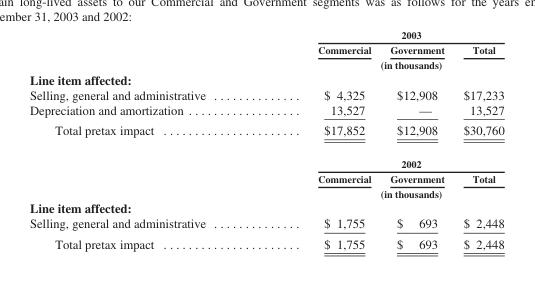 long-lived assets to our Commercial and Government segments was as follows for the years
31, 2003 and 2002:
2003
Commercial Government Total
(in thousands)
Line item affected:
Selling, general and administrative .............. $ 4,325 $12,908 $17,233
Depreciation and amortization ................... 13,527 — 13,527
Total pretax impact ...................... $17,852 $12,908 $30,760
2002
Commercial Government Total
(in thousands)
Line item affected:
Selling, general and administrative .............. $ 1,755 $ 693 $ 2,448
Total pretax impact ...................... $ 1,755 $ 693 $ 2,448